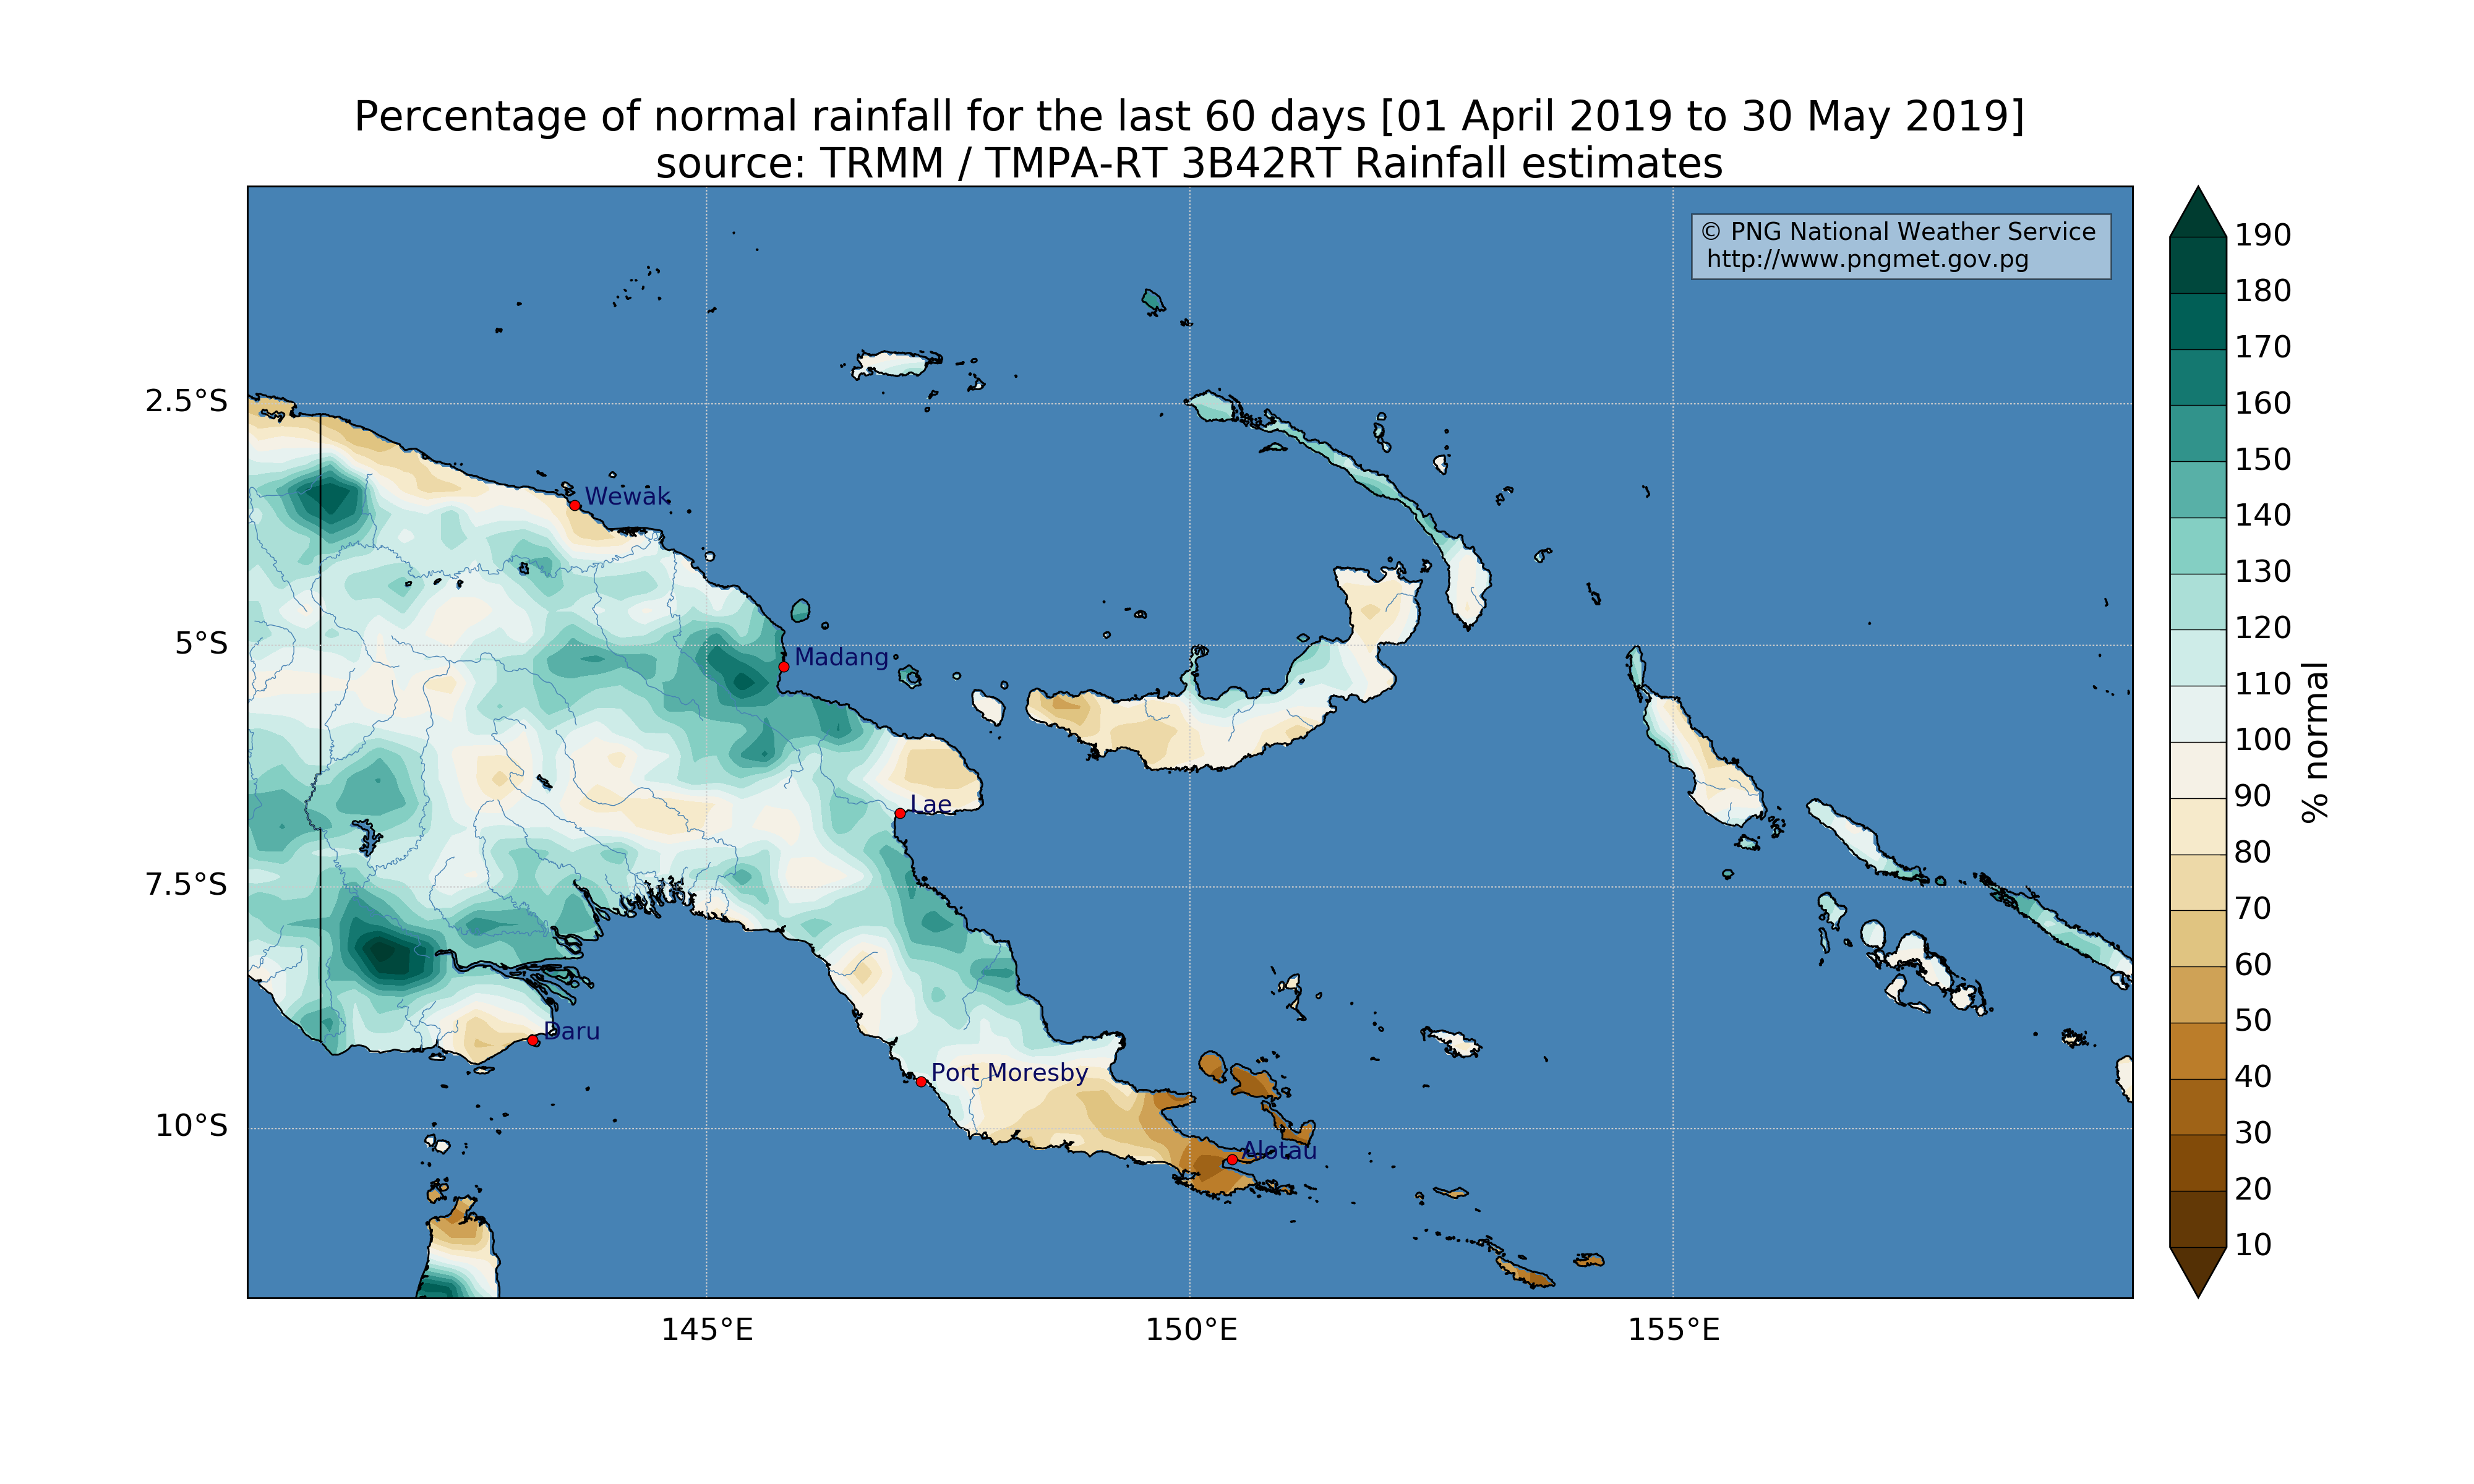 Percentage of normal rainfall for the last 60 days [01 April 2019 to 30 May 2019]
source: TRMM / TMPA-RT 3B42RT Rainfall estimates
© PNG National Weather Service
http://www.pngmet.gov.pg
2.5°S
5°S
7.5°S
10°S
145°E
150°E
155°E
Wewak
Madang
Lae
Daru
Port Moresby
Alotau
190
180
170
160
150
140
130
120
110
100
90
80
70
60
50
40
30
20
10
% normal